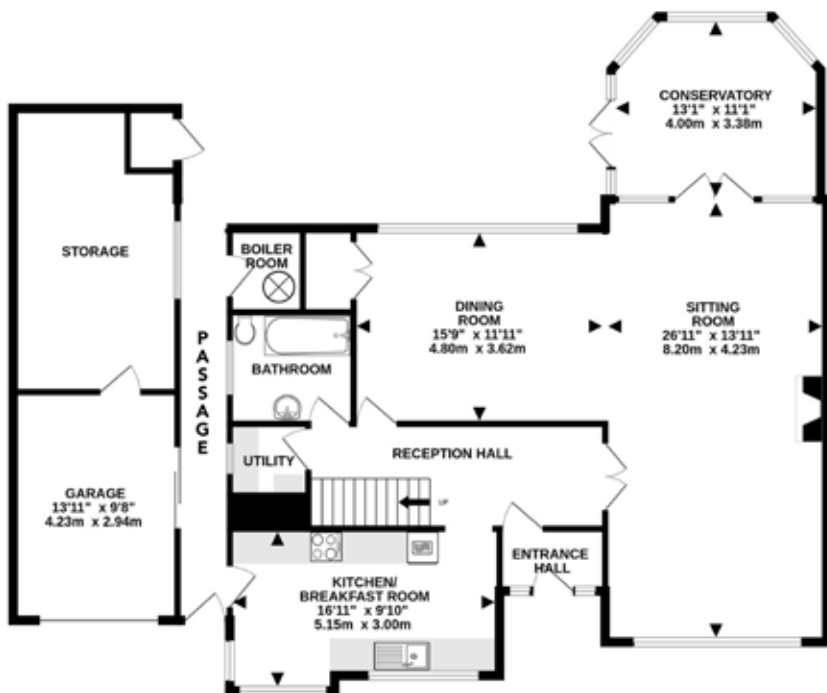 CONSERVATORY
13'1" x 11'1"
4.00m x 3.38m
STORAGE
BOILER
ROOM
DINING
ROOM
15'9" x 11'11"
4.80m x 3.62m
SITTING
ROOM
26'11" x 13'11"
8.20m x 4.23m
PASSAGE
BATHROOM
UTILITY
RECEPTION HALL
UP
GARAGE
13'11" x 9'8"
4.23m x 2.94m
ENTRANCE
HALL
KITCHEN/
BREAKFAST ROOM
16'11" x 9'10"
5.15m x 3.00m